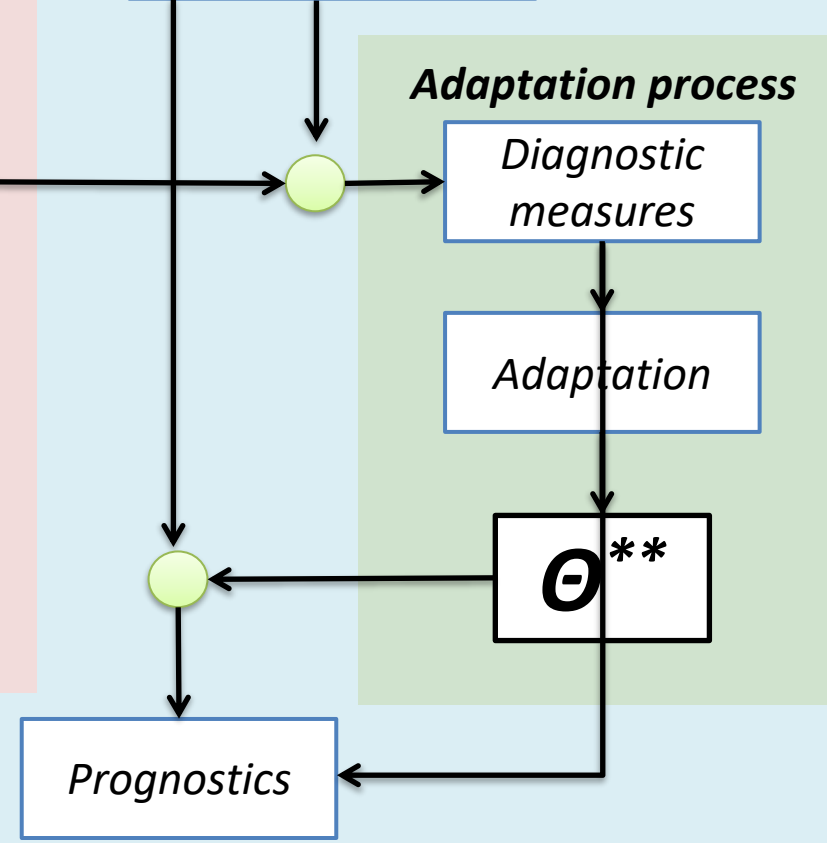 Adaptation process
Diagnostic
measures
Adaptation
Θ**
Prognostics